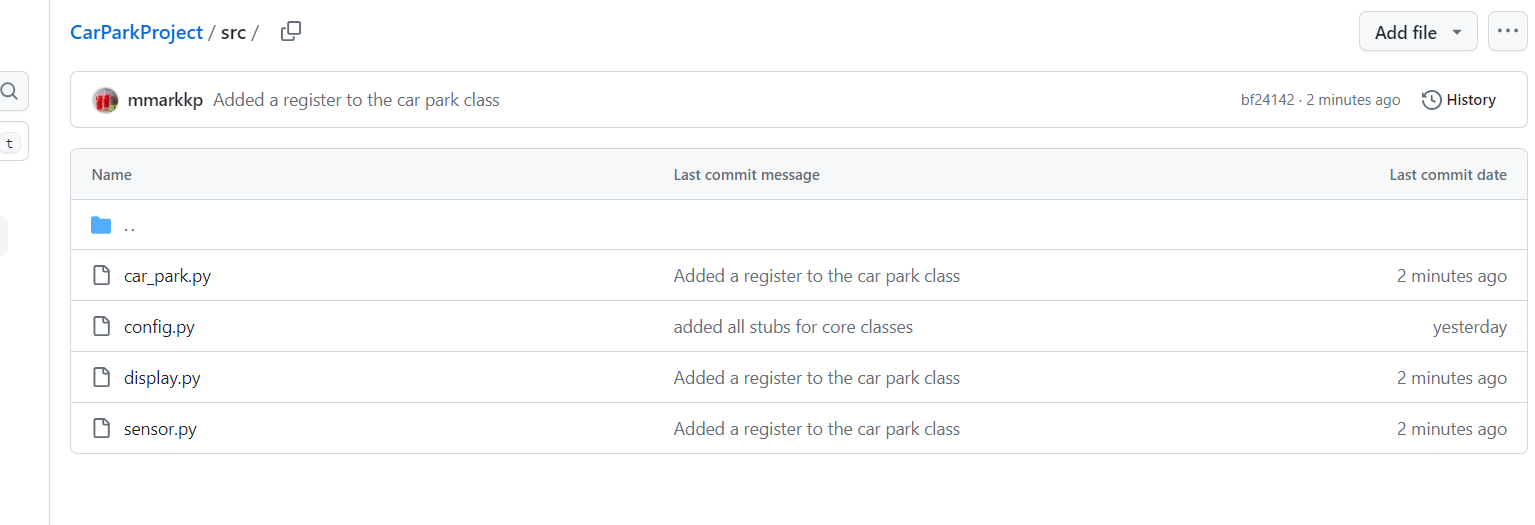 CarParkProject / src /
Add file
t
mmarkkp Added a register to the car park class
bf24142 · 2 minutes ago
History
Name Last commit message Last commit date
..
car_park.py Added a register to the car park class 2 minutes ago
config.py added all stubs for core classes yesterday
display.py Added a register to the car park class 2 minutes ago
sensor.py Added a register to the car park class 2 minutes ago